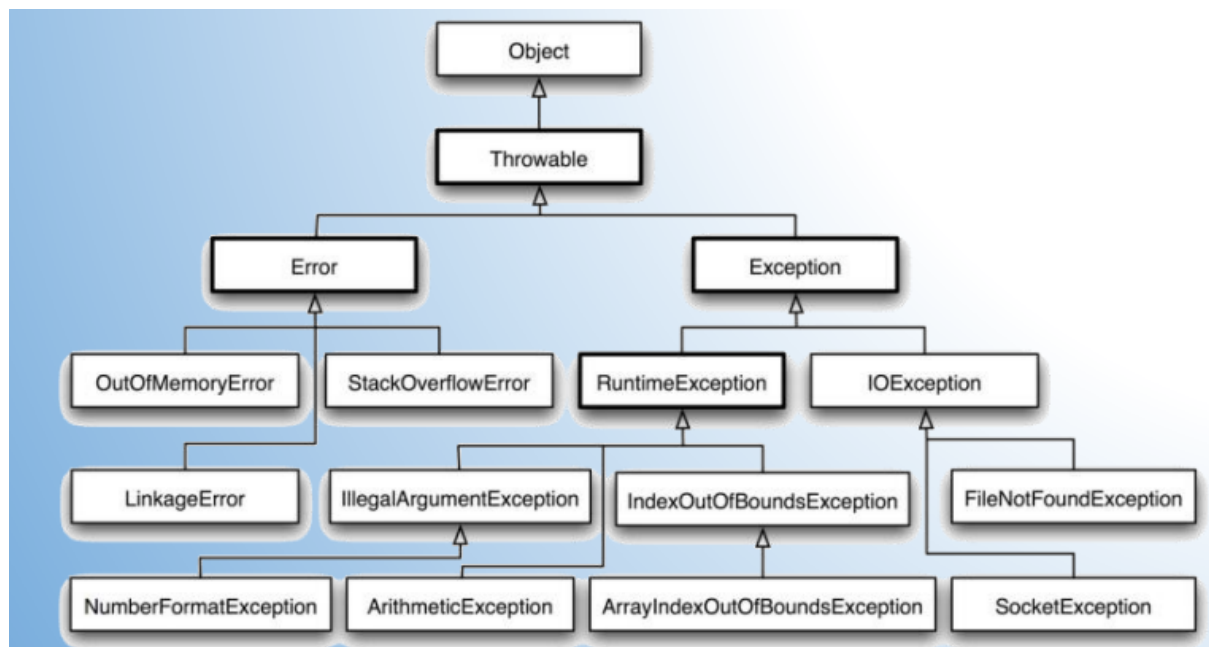 Object
Throwable
Error
Exception
OutOfMemoryError
StackOverflowError
RuntimeException
IOException
LinkageError
IllegalArgumentException
IndexOutOfBoundsException
FileNotFoundException
NumberFormatException
ArithmeticException
ArrayIndexOutOfBoundsException
SocketException